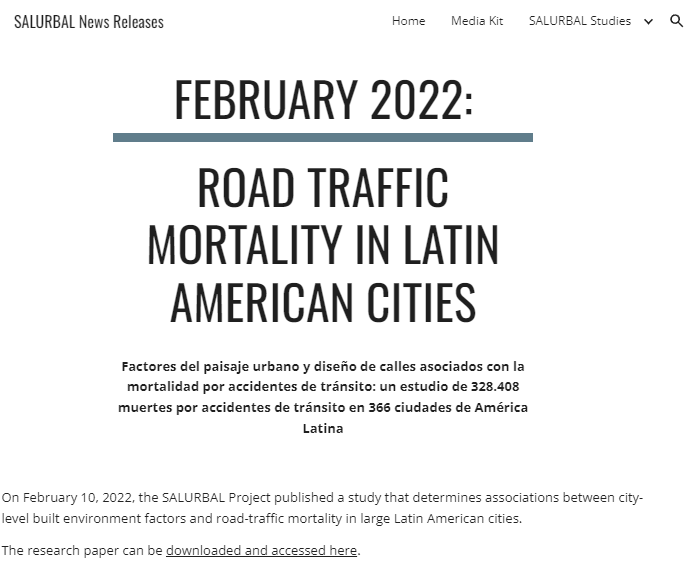 SALURBAL News Releases
Home Media Kit SALURBAL Studies
FEBRUARY 2022:
ROAD TRAFFIC
MORTALITY IN LATIN
AMERICAN CITIES
Factores del paisaje urbano y diseño de calles asociados con la
mortalidad por accidentes de tránsito: un estudio de 328.408
muertes por accidentes de tránsito en 366 ciudades de América
Latina
On February 10, 2022, the SALURBAL Project published a study that determines associations between city-
level built environment factors and road-traffic mortality in large Latin American cities.
The research paper can be downloaded and accessed here.